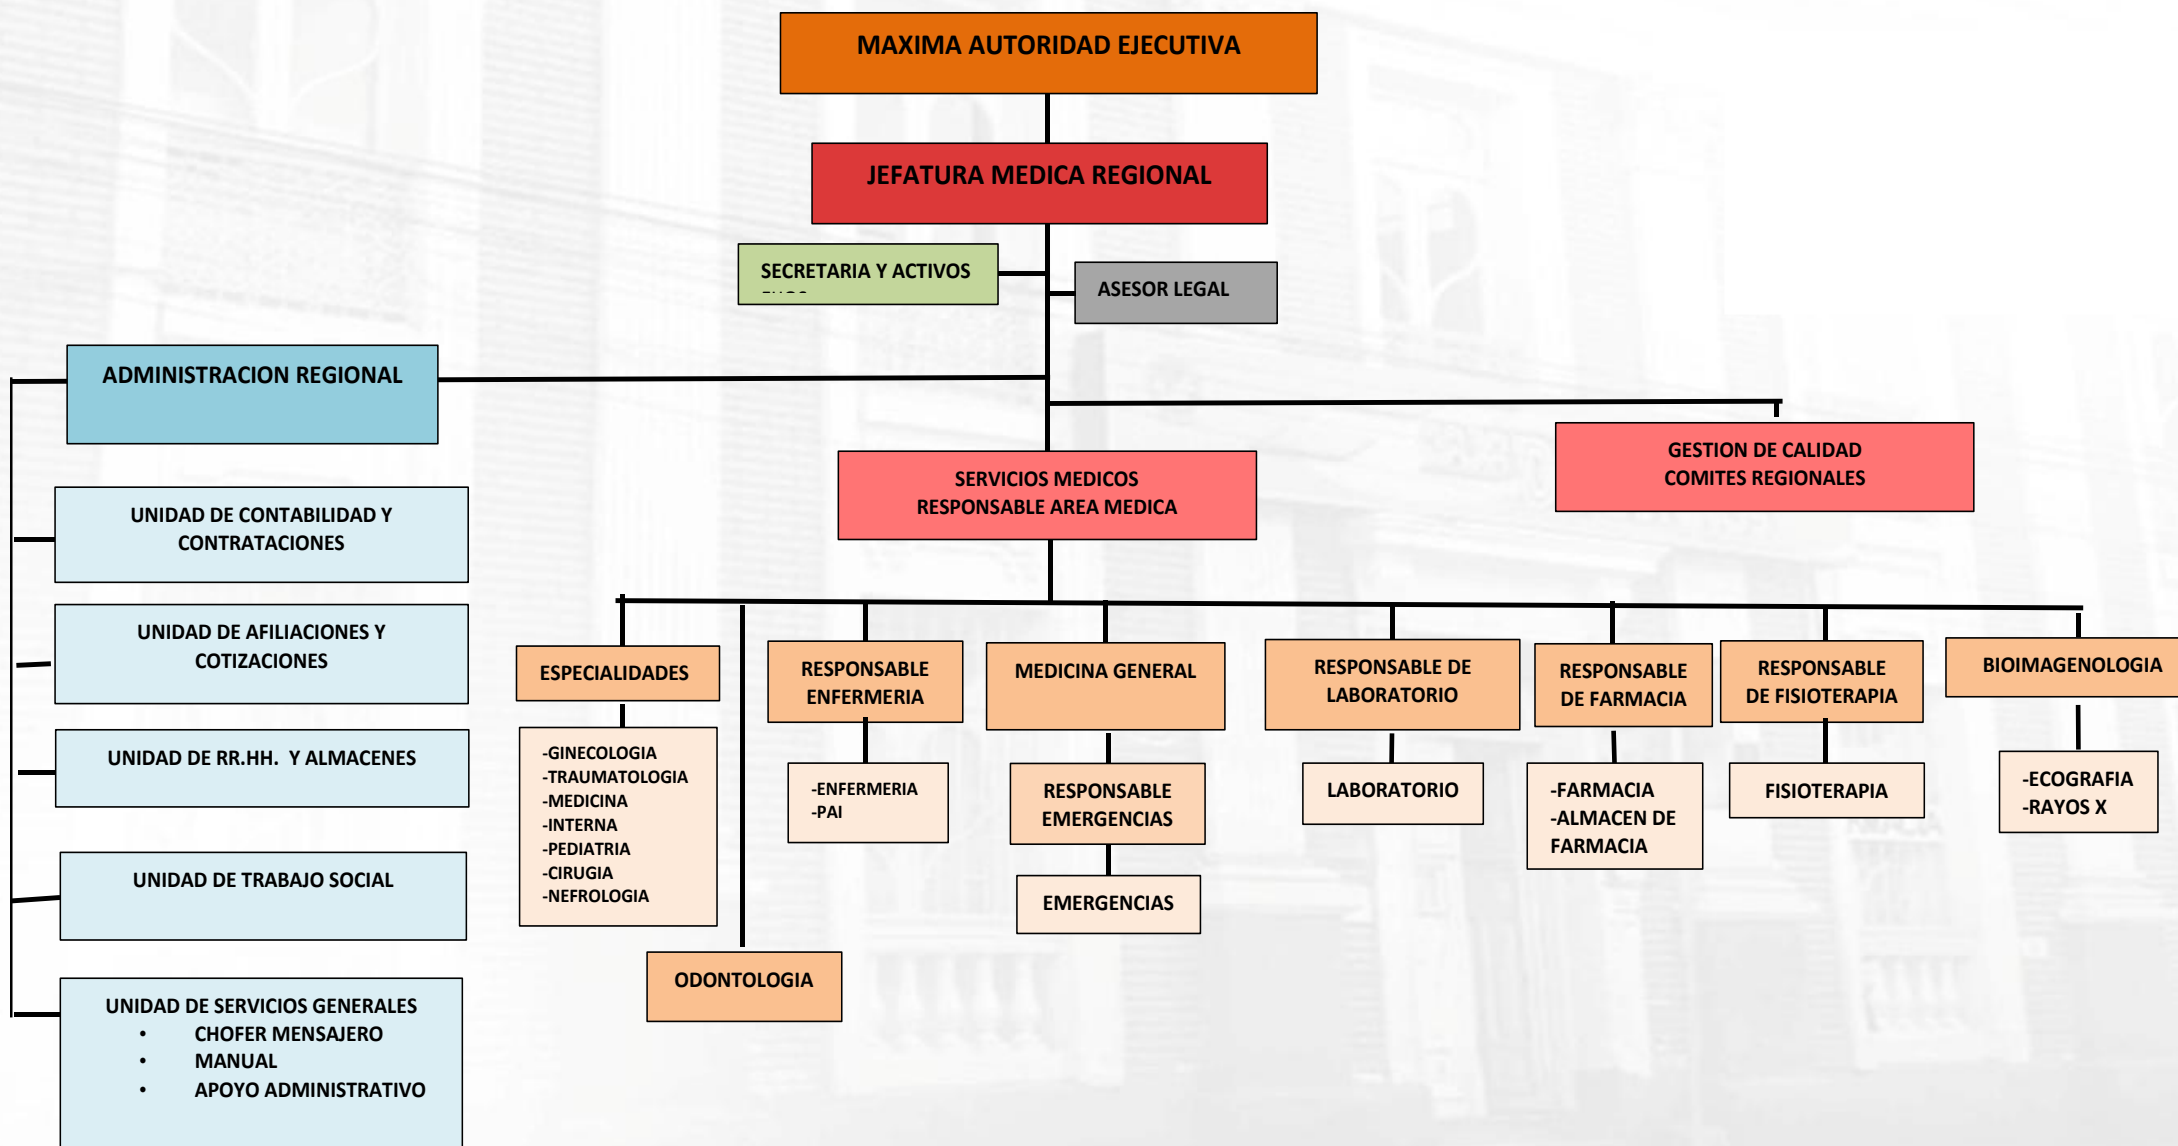 MAXIMA AUTORIDAD EJECUTIVA
JEFATURA MEDICA REGIONAL
SECRETARIA Y ACTIVOS
ASESOR LEGAL
ADMINISTRACION REGIONAL
GESTION DE CALIDAD
COMITES REGIONALES
SERVICIOS MEDICOS
RESPONSABLE AREA MEDICA
UNIDAD DE CONTABILIDAD Y
CONTRATACIONES
UNIDAD DE AFILIACIONES Y
COTIZACIONES
UNIDAD DE RR.HH.  Y ALMACENES
UNIDAD DE TRABAJO SOCIAL
UNIDAD DE SERVICIOS GENERALES
• CHOFER MENSAJERO
• MANUAL
• APOYO ADMINISTRATIVO
ESPECIALIDADES
-GINECOLOGIA
-TRAUMATOLOGIA
-MEDICINA
-INTERNA
-PEDIATRIA
-CIRUGIA
-NEFROLOGIA
ODONTOLOGIA
RESPONSABLE
ENFERMERIA
-ENFERMERIA
-PAI
MEDICINA GENERAL
RESPONSABLE
EMERGENCIAS
EMERGENCIAS
RESPONSABLE DE
LABORATORIO
LABORATORIO
RESPONSABLE
DE FARMACIA
-FARMACIA
-ALMACEN DE
FARMACIA
RESPONSABLE
DE FISIOTERAPIA
FISIOTERAPIA
BIOIMAGENOLOGIA
-ECOGRAFIA
-RAYOS X